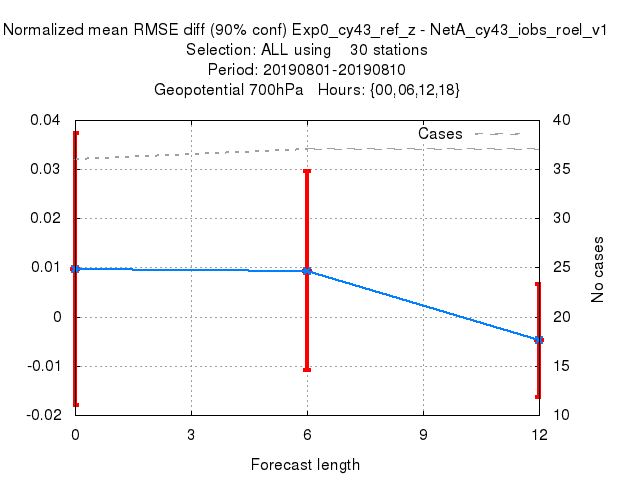 Normalized mean RMSE diff (90% conf) Exp0_cy43_ref_z - NetA_cy43_iobs_roel_v1
Selection: ALL using 30 stations
Period: 20190801-20190810
Geopotential 700hPa Hours: {00,06,12,18}
Cases
0.04
0.03
0.02
0.01
0
-0.01
-0.02
40
35
30
25
20
15
10
No cases
0 3 6 9 12
Forecast length